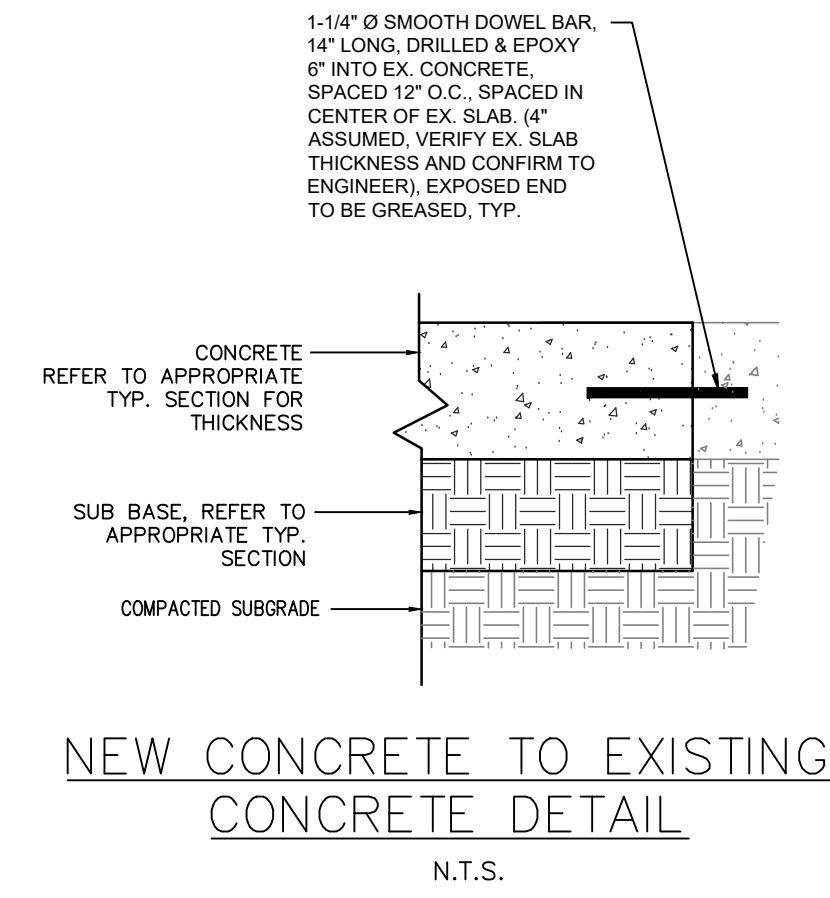 1-1/4" Ø SMOOTH DOWEL BAR,
14" LONG, DRILLED & EPOXY
6" INTO EX. CONCRETE,
SPACED 12" O.C., SPACED IN
CENTER OF EX. SLAB. (4"
ASSUMED, VERIFY EX. SLAB
THICKNESS AND CONFIRM TO
ENGINEER), EXPOSED END
TO BE GREASED, TYP.
CONCRETE
REFER TO APPROPRIATE
TYP. SECTION FOR
THICKNESS
SUB BASE, REFER TO
APPROPRIATE TYP.
SECTION
COMPACTED SUBGRADE
NEW CONCRETE TO EXISTING
CONCRETE DETAIL
N.T.S.